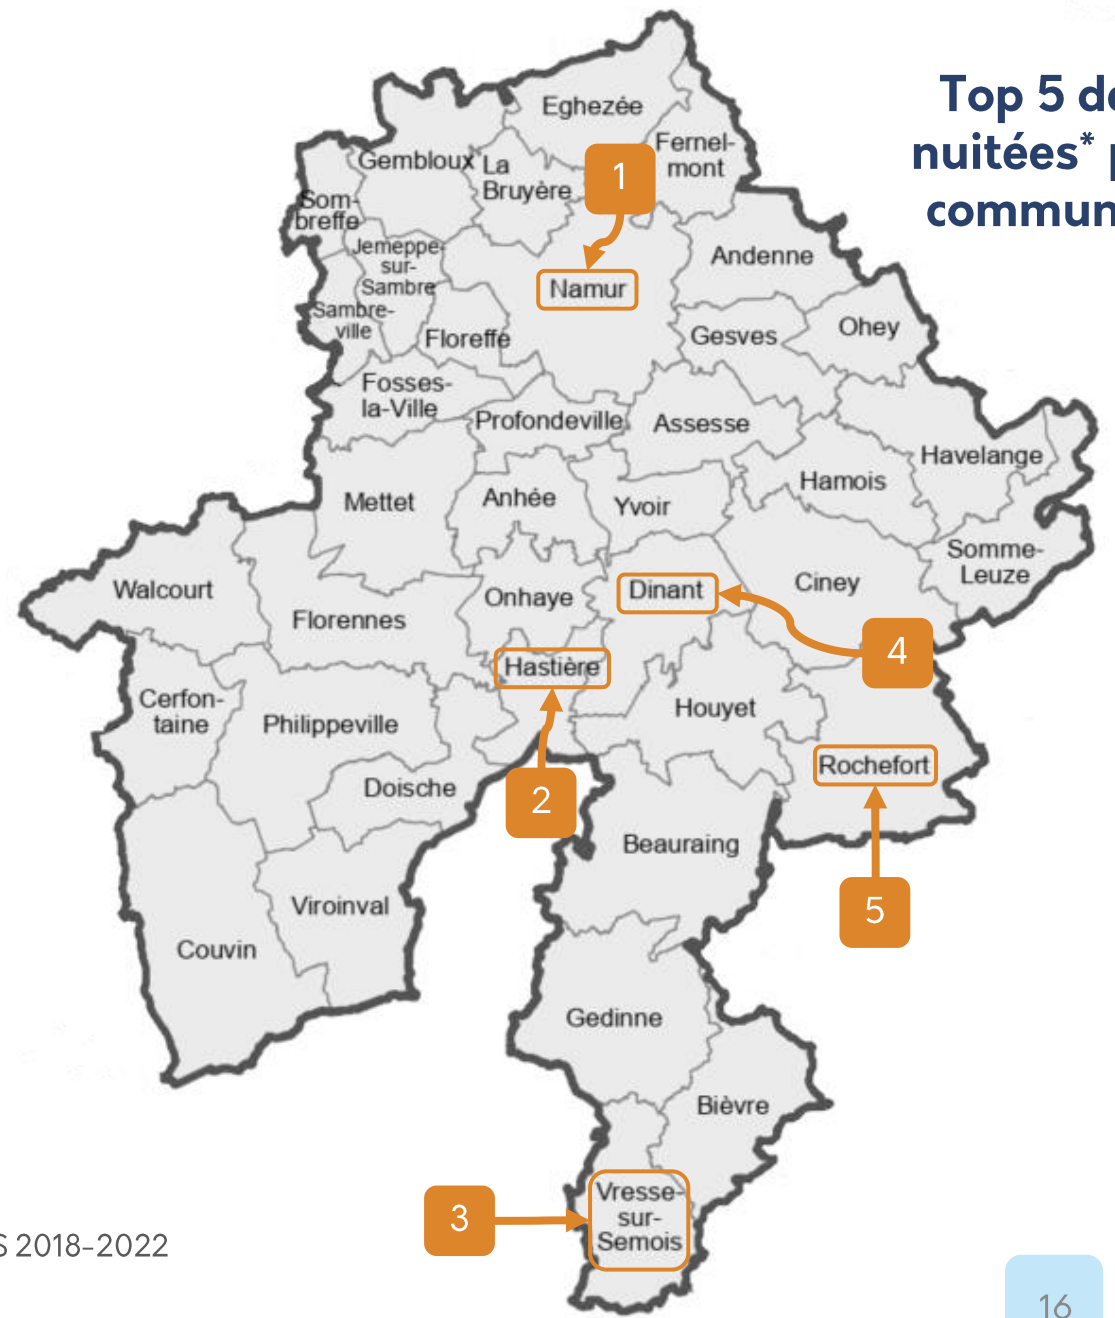 Top 5 de
nuitées* p
commun
Eghezée
Fernel-
mont
Gembloux
La
Bruyère
1
Som-
breffe
Jemeppe-
sur-
Sambre
Andenne
Namur
Sambre-
ville
Floreffe
Gesves
Ohey
Fosses-
la-Ville
Profondeville
Assesse
Havelange
Hamois
Mettet
Anhée
Yvoir
Somme-
Leuze
Walcourt
Florennes
Onhaye
Dinant
Ciney
4
Hastière
Cerfon-
taine
Philippeville
Houyet
Rochefort
Doische
2
Beauraing
Viroinval
5
Couvin
Gedinne
Bièvre
3
Vresse-
sur-
Semois
S 2018-2022
16